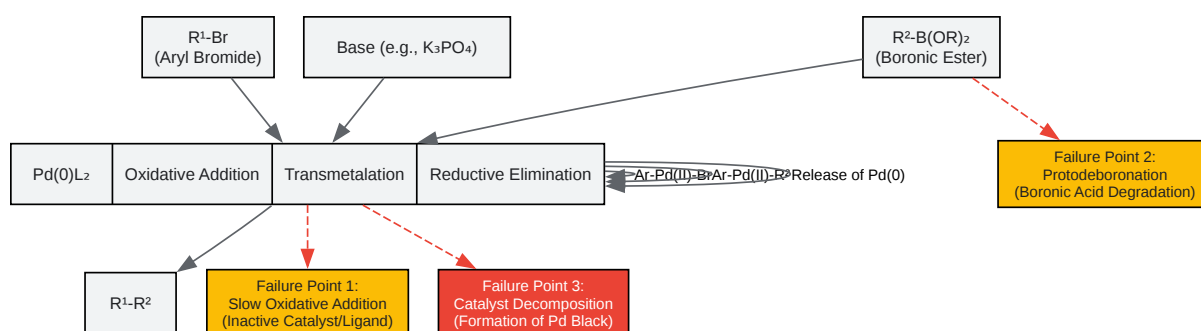 R¹-Br
(Aryl Bromide)
Base (e.g., K₃PO₄)
R²-B(OR)₂
(Boronic Ester)
Pd(0)L₂
Oxidative Addition
Transmetalation
Reductive Elimination
Ar-Pd(II)-Br
Ar-Pd(II)-R²
Release of Pd(0)
Failure Point 2:
Protodeboronation
(Boronic Acid Degradation)
R¹-R²
Failure Point 1:
Slow Oxidative Addition
(Inactive Catalyst/Ligand)
Failure Point 3:
Catalyst Decomposition
(Formation of Pd Black)